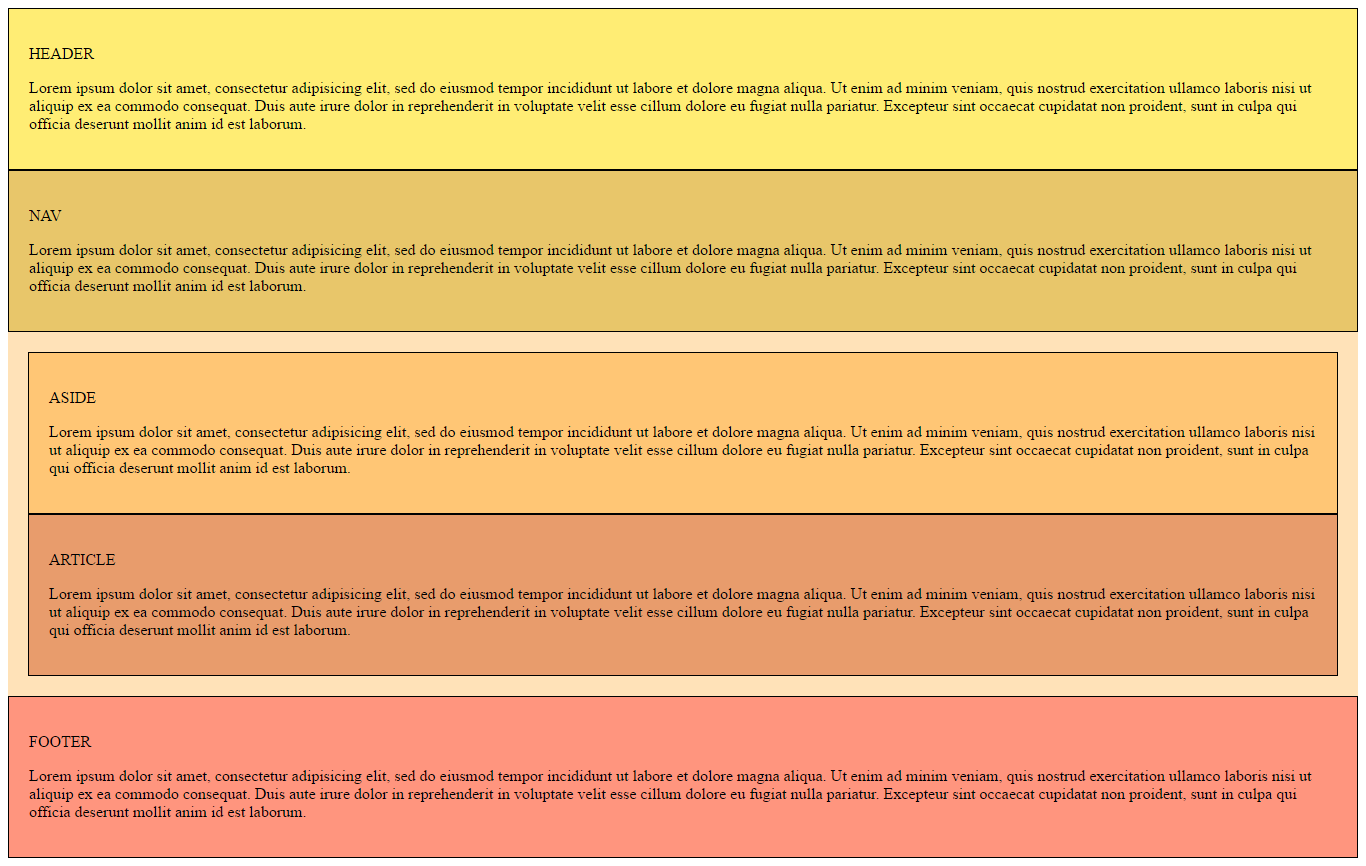 HEADER
Lorem ipsum dolor sit amet, consectetur adipisicing elit, sed do eiusmod tempor incididunt ut labore et dolore magna aliqua. Ut enim ad minim veniam, quis nostrud exercitation ullamco laboris nisi ut
aliquip ex ea commodo consequat. Duis aute irure dolor in reprehenderit in voluptate velit esse cillum dolore eu fugiat nulla pariatur. Excepteur sint occaecat cupidatat non proident, sunt in culpa qui
officia deserunt mollit anim id est laborum.
NAV
Lorem ipsum dolor sit amet, consectetur adipisicing elit, sed do eiusmod tempor incididunt ut labore et dolore magna aliqua. Ut enim ad minim veniam, quis nostrud exercitation ullamco laboris nisi ut
aliquip ex ea commodo consequat. Duis aute irure dolor in reprehenderit in voluptate velit esse cillum dolore eu fugiat nulla pariatur. Excepteur sint occaecat cupidatat non proident, sunt in culpa qui
officia deserunt mollit anim id est laborum.
ASIDE
Lorem ipsum dolor sit amet, consectetur adipisicing elit, sed do eiusmod tempor incididunt ut labore et dolore magna aliqua. Ut enim ad minim veniam, quis nostrud exercitation ullamco laboris nisi
ut aliquip ex ea commodo consequat. Duis aute irure dolor in reprehenderit in voluptate velit esse cillum dolore eu fugiat nulla pariatur. Excepteur sint occaecat cupidatat non proident, sunt in culpa
qui officia deserunt mollit anim id est laborum.
ARTICLE
Lorem ipsum dolor sit amet, consectetur adipisicing elit, sed do eiusmod tempor incididunt ut labore et dolore magna aliqua. Ut enim ad minim veniam, quis nostrud exercitation ullamco laboris nisi
ut aliquip ex ea commodo consequat. Duis aute irure dolor in reprehenderit in voluptate velit esse cillum dolore eu fugiat nulla pariatur. Excepteur sint occaecat cupidatat non proident, sunt in culpa
qui officia deserunt mollit anim id est laborum.
FOOTER
Lorem ipsum dolor sit amet, consectetur adipisicing elit, sed do eiusmod tempor incididunt ut labore et dolore magna aliqua. Ut enim ad minim veniam, quis nostrud exercitation ullamco laboris nisi ut
aliquip ex ea commodo consequat. Duis aute irure dolor in reprehenderit in voluptate velit esse cillum dolore eu fugiat nulla pariatur. Excepteur sint occaecat cupidatat non proident, sunt in culpa qui
officia deserunt mollit anim id est laborum.